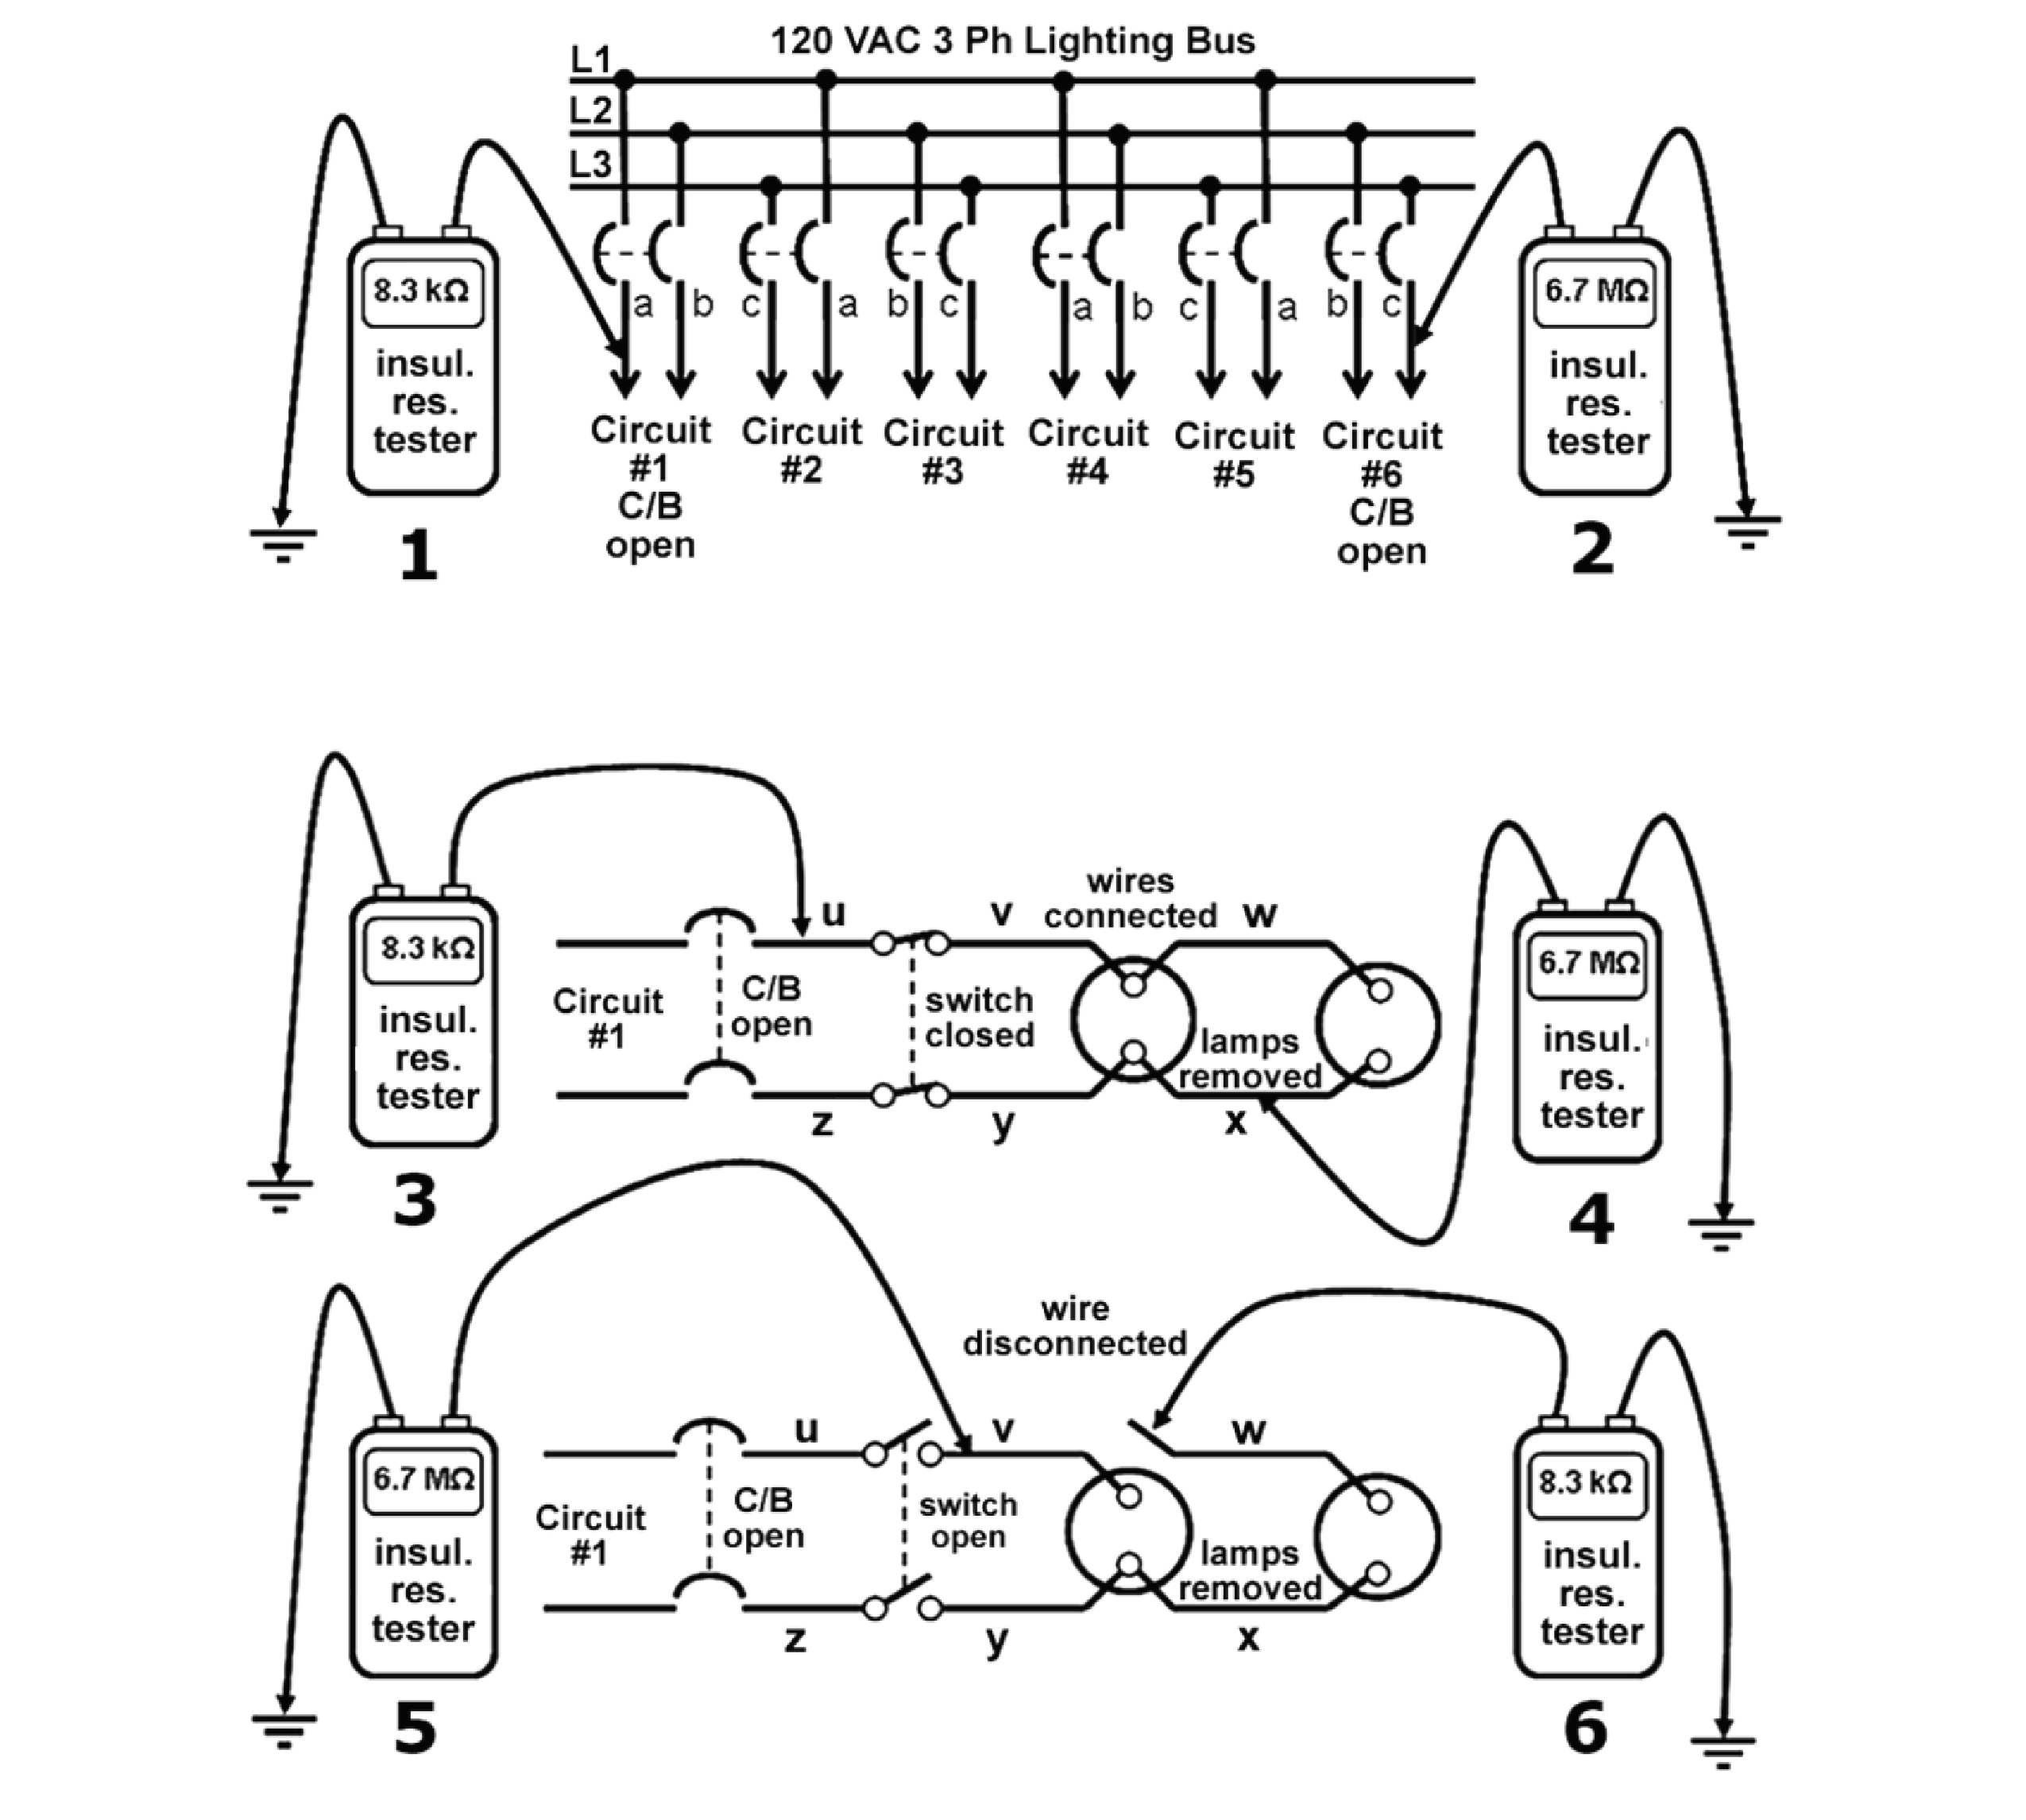 120 VAC 3 Ph Lighting Bus
L1
L2
L3
8.3 kΩ
insul.
res.
tester
1
a b c a b c a b c a b c
Circuit
#1
C/B
open
Circuit
#2
Circuit
#3
Circuit
#4
Circuit
#5
Circuit
#6
C/B
open
6.7 MΩ
insul.
res.
tester
2
8.3 kΩ
insul.
res.
tester
3
u
v
wires
connected
w
Circuit
#1
C/B
open
switch
closed
lamps
removed
z
y
x
6.7 MΩ
insul.
res.
tester
4
6.7 MΩ
insul.
res.
tester
5
wire
disconnected
u
v
w
Circuit
#1
C/B
open
switch
open
lamps
removed
z
y
x
8.3 kΩ
insul.
res.
tester
6